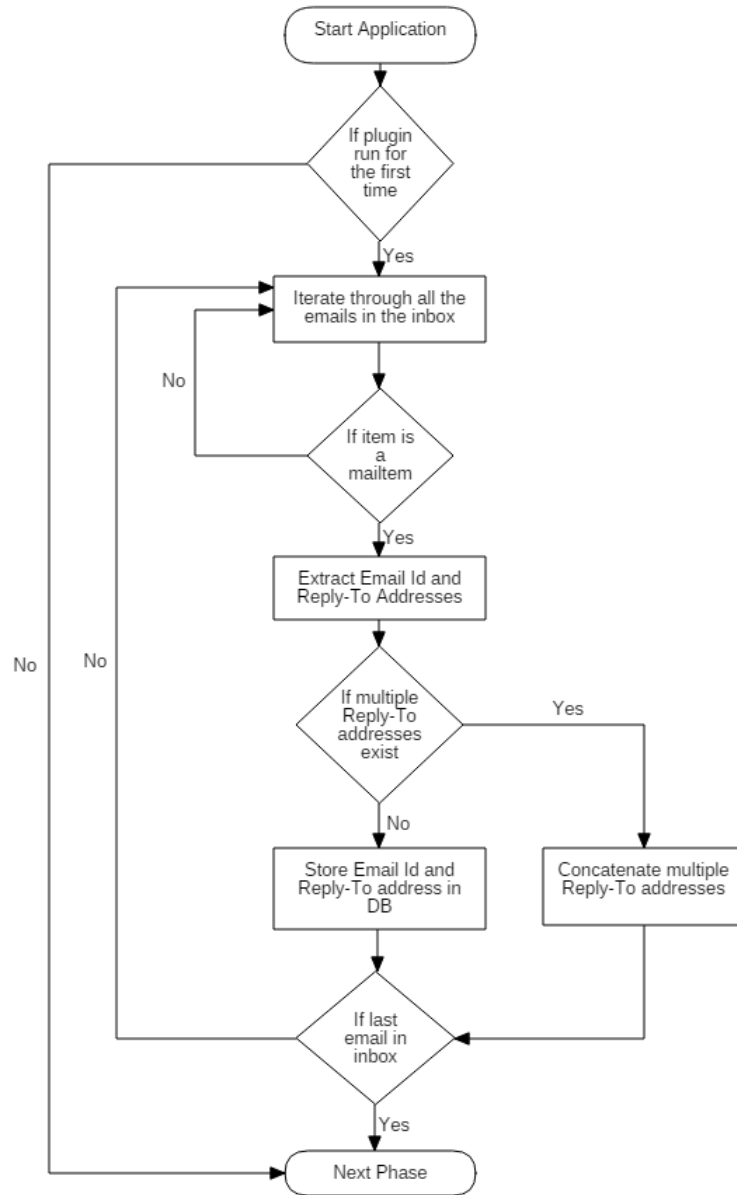 Start Application
If plugin
run for
the first
time
Yes
Iterate through all the
emails in the inbox
No
If item is
a
mailtem
Yes
Extract Email Id and
Reply-To Addresses
No
No
If multiple
Reply-To
addresses
exist
Yes
No
Store Email Id and
Reply-To address in
DB
Concatenate multiple
Reply-To addresses
If last
email in
inbox
Yes
Next Phase